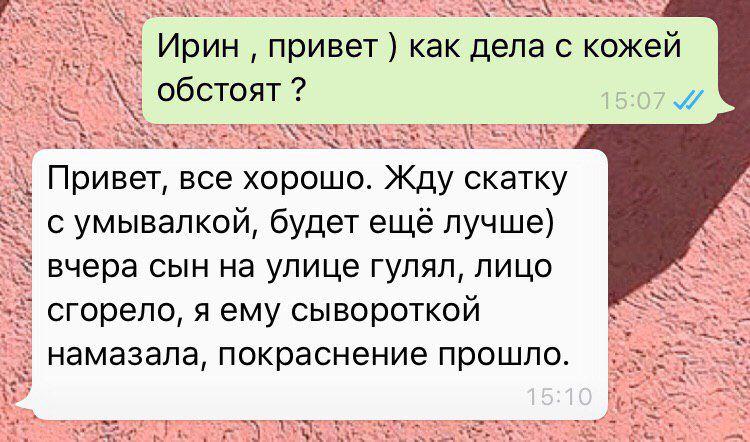 Ирин , привет ) как дела с кожей
обстоят ?
15:07
Привет, все хорошо. Жду скатку
с умывалкой, будет ещё лучше)
вчера сын на улице гулял, лицо
сгорело, я ему сывороткой
намазала, покраснение прошло.
15:10